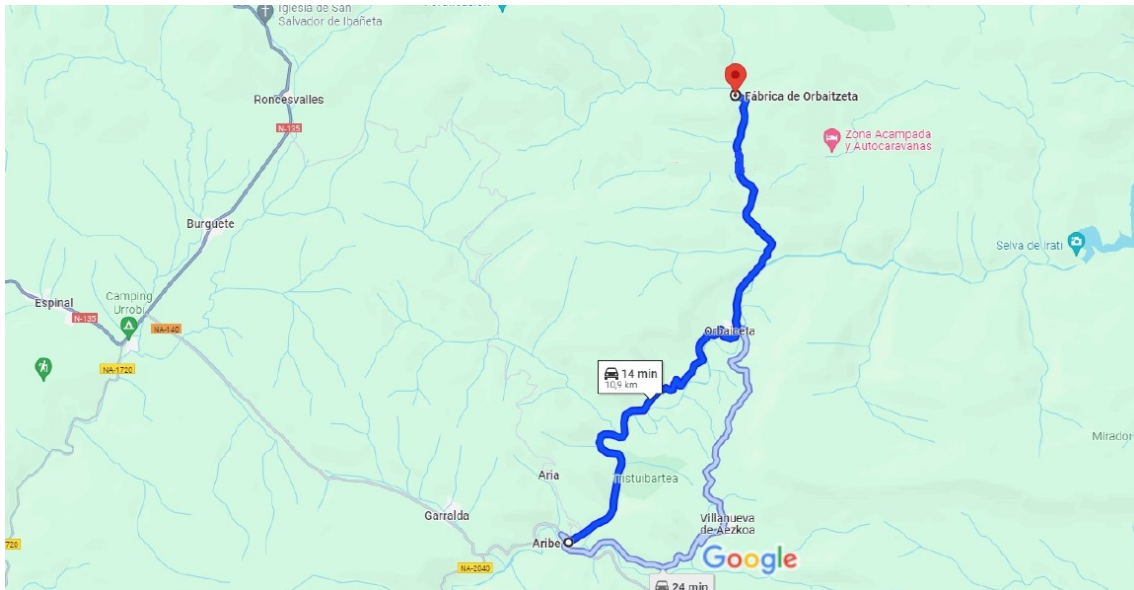 Iglesia de San
Salvador de Ibañeta
Roncesvalles
N-135
Fábrica de Orbaitzeta
Zona Acampada
y Autocaravanas
Burguete
Selva de Irati
Espinal
Camping
Urrobi
N-135
NA-140
NA-1720
Orbaitzeta
14 min
10,9 km
Mirador
Aria
Tristuibartea
Garralda
Villanueva
de Aezkoa
Aribe
720
Google
NA-2040
24 min